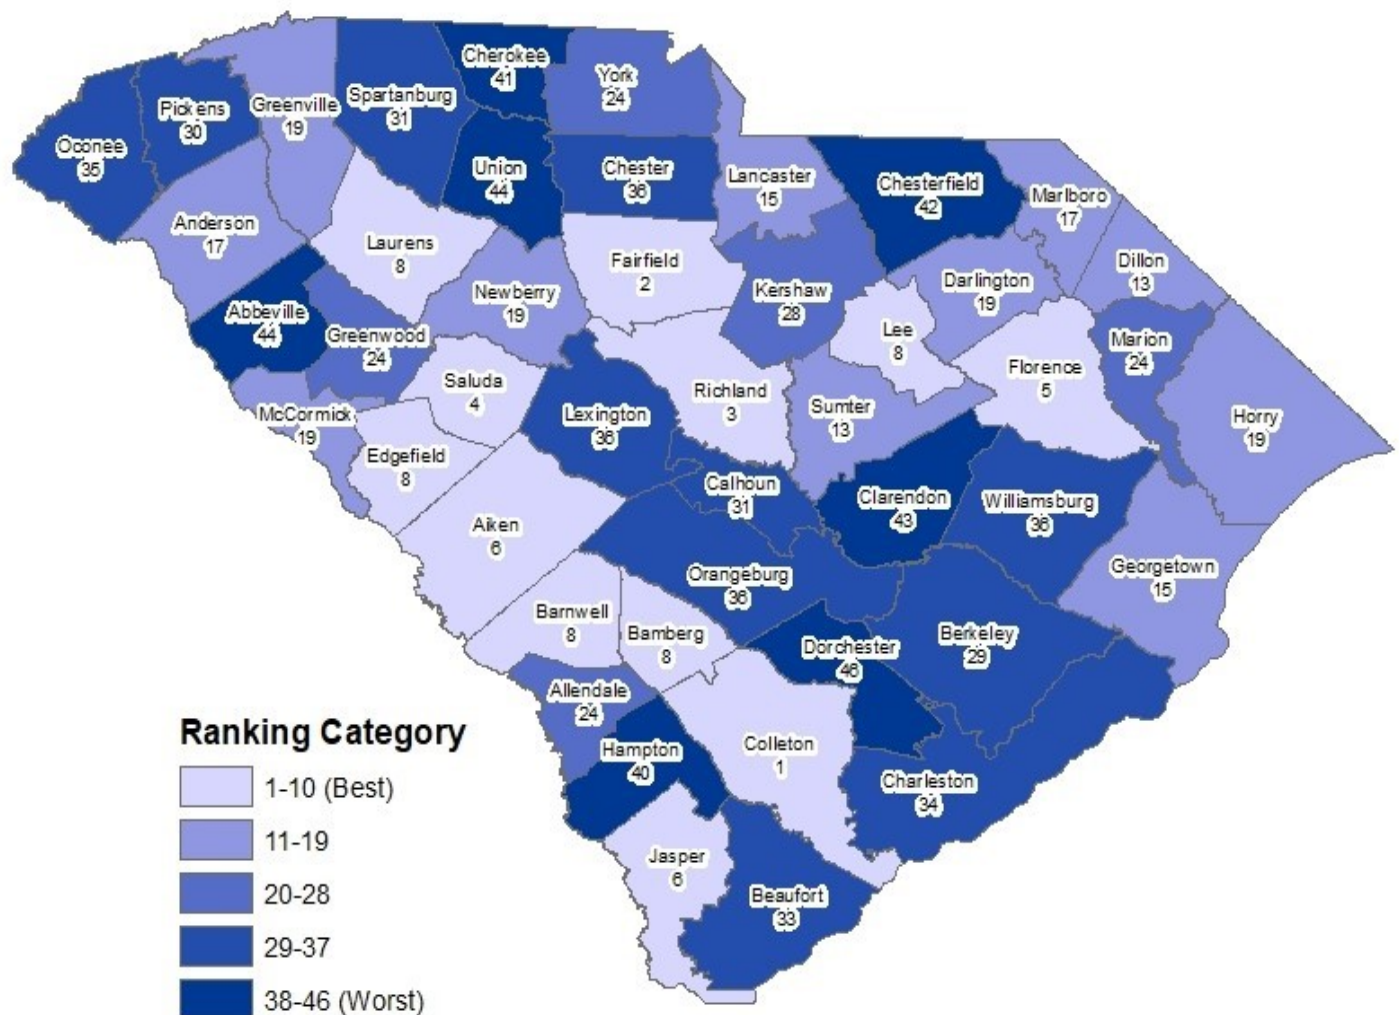 Cherokee
41
York
24
Spartanburg
31
Pickens
30
Greenville
19
Oconee
35
Union
44
Chester
36
Lancaster
15
Chesterfield
42
Marlboro
17
Anderson
17
Laurens
8
Fairfield
2
Dillon
13
Newberry
19
Kershaw
28
Darlington
19
Abbeville
44
Greenwood
24
Lee
8
Marion
24
Florence
5
Saluda
4
Richland
3
McCormick
19
Lexington
36
Sumter
13
Horry
19
Edgefield
8
Calhoun
31
Clarendon
43
Williamsburg
36
Aiken
6
Orangeburg
36
Georgetown
15
Barnwell
8
Bamberg
8
Dorchester
46
Berkeley
29
Allendale
24
Hampton
40
Colleton
1
Charleston
34
Jasper
6
Beaufort
33
Ranking Category
1-10 (Best)
11-19
20-28
29-37
38-46 (Worst)